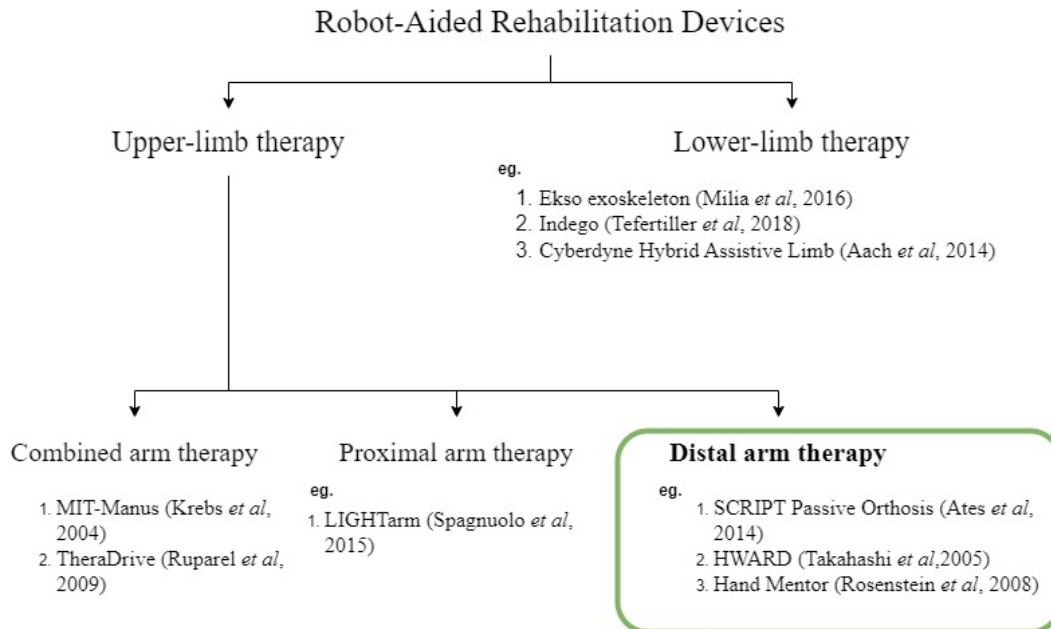 Robot-Aided Rehabilitation Devices
Upper-limb therapy
Lower-limb therapy
eg.
1. Ekso exoskeleton (Milia et al, 2016)
2. Indego (Tefertiller et al, 2018)
3. Cyberdyne Hybrid Assistive Limb (Aach et al, 2014)
Combined arm therapy
1. MIT-Manus (Krebs et al,
2004)
2. TheraDrive (Ruparel et al,
2009)
Proximal arm therapy
eg.
1. LIGHTarm (Spagnuolo et al,
2015)
Distal arm therapy
eg.
1. SCRIPT Passive Orthosis (Ates et al,
2014)
2. HWARD (Takahashi et al,2005)
3. Hand Mentor (Rosenstein et al, 2008)